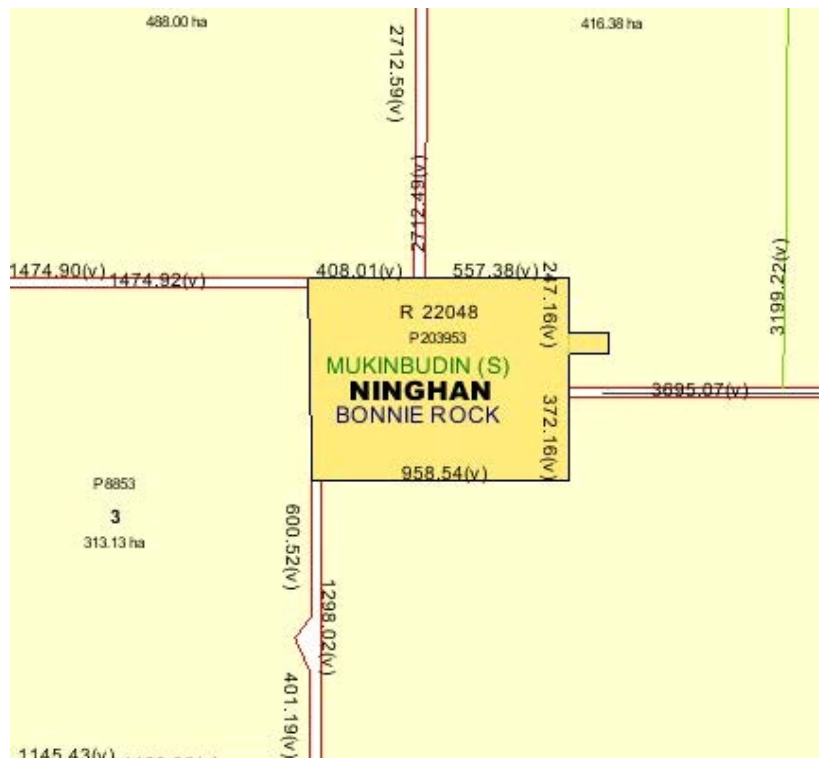 488.00 ha
416.38 ha
2712.59(v)
2712.49(v)
3199.22(v)
1474.90(v)
1474.92(v)
408.01(v)
557.38(v)
247.16(v)
R 22048
P203953
MUKINBUDIN (S)
NINGHAN
BONNIE ROCK
3695.07(v)
372.16(v)
958.54(v)
P8853
3
313.13 ha
600.52(v)
1298.02(v)
401.19(v)
1145.43(v)